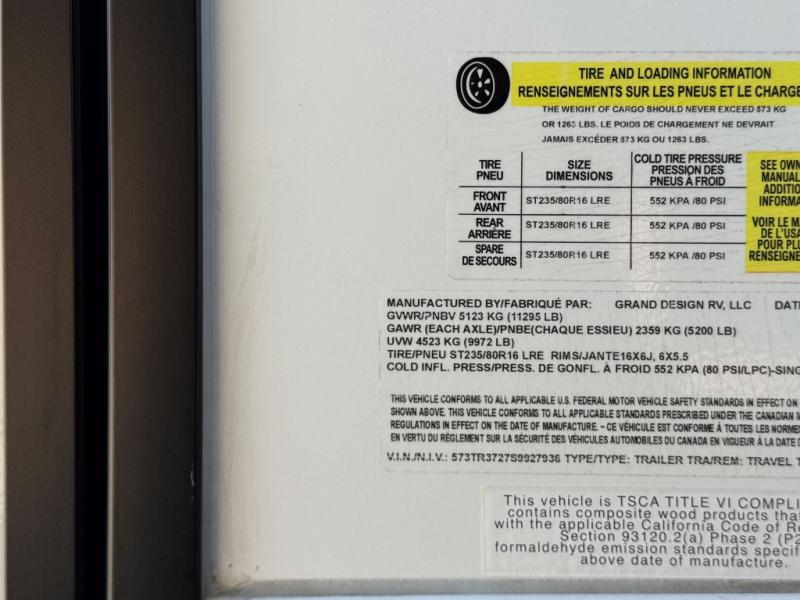 TIRE AND LOADING INFORMATION
RENSEIGNEMENTS SUR LES PNEUS ET LE CHARGE
THE WEIGHT OF CARGO SHOULD NEVER EXCEED 573 KG
OR 1263 LBS. LE POIDS DE CHARGEMENT NE DEVRAIT
JAMAIS EXCÉDER 573 KG OU 1263 LBS.
TIRE PNEU SIZE DIMENSIONS COLD TIRE PRESSURE PRESSION DES PNEUS À FROID
FRONT AVANT ST235/80R16 LRE 552 KPA /80 PSI
REAR ARRIÈRE ST235/80R16 LRE 552 KPA /80 PSI
SPARE DE SECOURS ST235/80R16 LRE 552 KPA /80 PSI
SEE OWN
MANUAL
ADDITIO
INFORMA
VOIR LE M
DE L'USA
POUR PLU
RENSEIGNE
MANUFACTURED BY/FABRIQUÉ PAR: GRAND DESIGN RV, LLC DATE
GVWR/PNBV 5123 KG (11295 LB)
GAWR (EACH AXLE)/PNBE(CHAQUE ESSIEU) 2359 KG (5200 LB)
UVW 4523 KG (9972 LB)
TIRE/PNEU ST235/80R16 LRE RIMS/JANTE16X6J, 6X5.5
COLD INFL. PRESS/PRESS. DE GONFL. À FROID 552 KPA (80 PSI/LPC)-SING
THIS VEHICLE CONFORMS TO ALL APPLICABLE U.S. FEDERAL MOTOR VEHICLE SAFETY STANDARDS IN EFFECT ON
SHOWN ABOVE. THIS VEHICLE CONFORMS TO ALL APPLICABLE STANDARDS PRESCRIBED UNDER THE CANADIAN M
REGULATIONS IN EFFECT ON THE DATE OF MANUFACTURE. ~ CE VÉHICULE EST CONFORME À TOUTES LES NORMES
EN VERTU DU RÈGLEMENT SUR LA SÉCURITÉ DES VÉHICULES AUTOMOBILES DU CANADA EN VIGUEUR À LA DATE D
V.I.N./N.I.V.: 573TR3727S9927936 TYPE/TYPE: TRAILER TRA/REM: TRAVEL T
This vehicle is TSCA TITLE VI COMPLI
contains composite wood products that
with the applicable California Code of Re
Section 93120.2(a) Phase 2 (P2
formaldehyde emission standards specif
above date of manufacture.